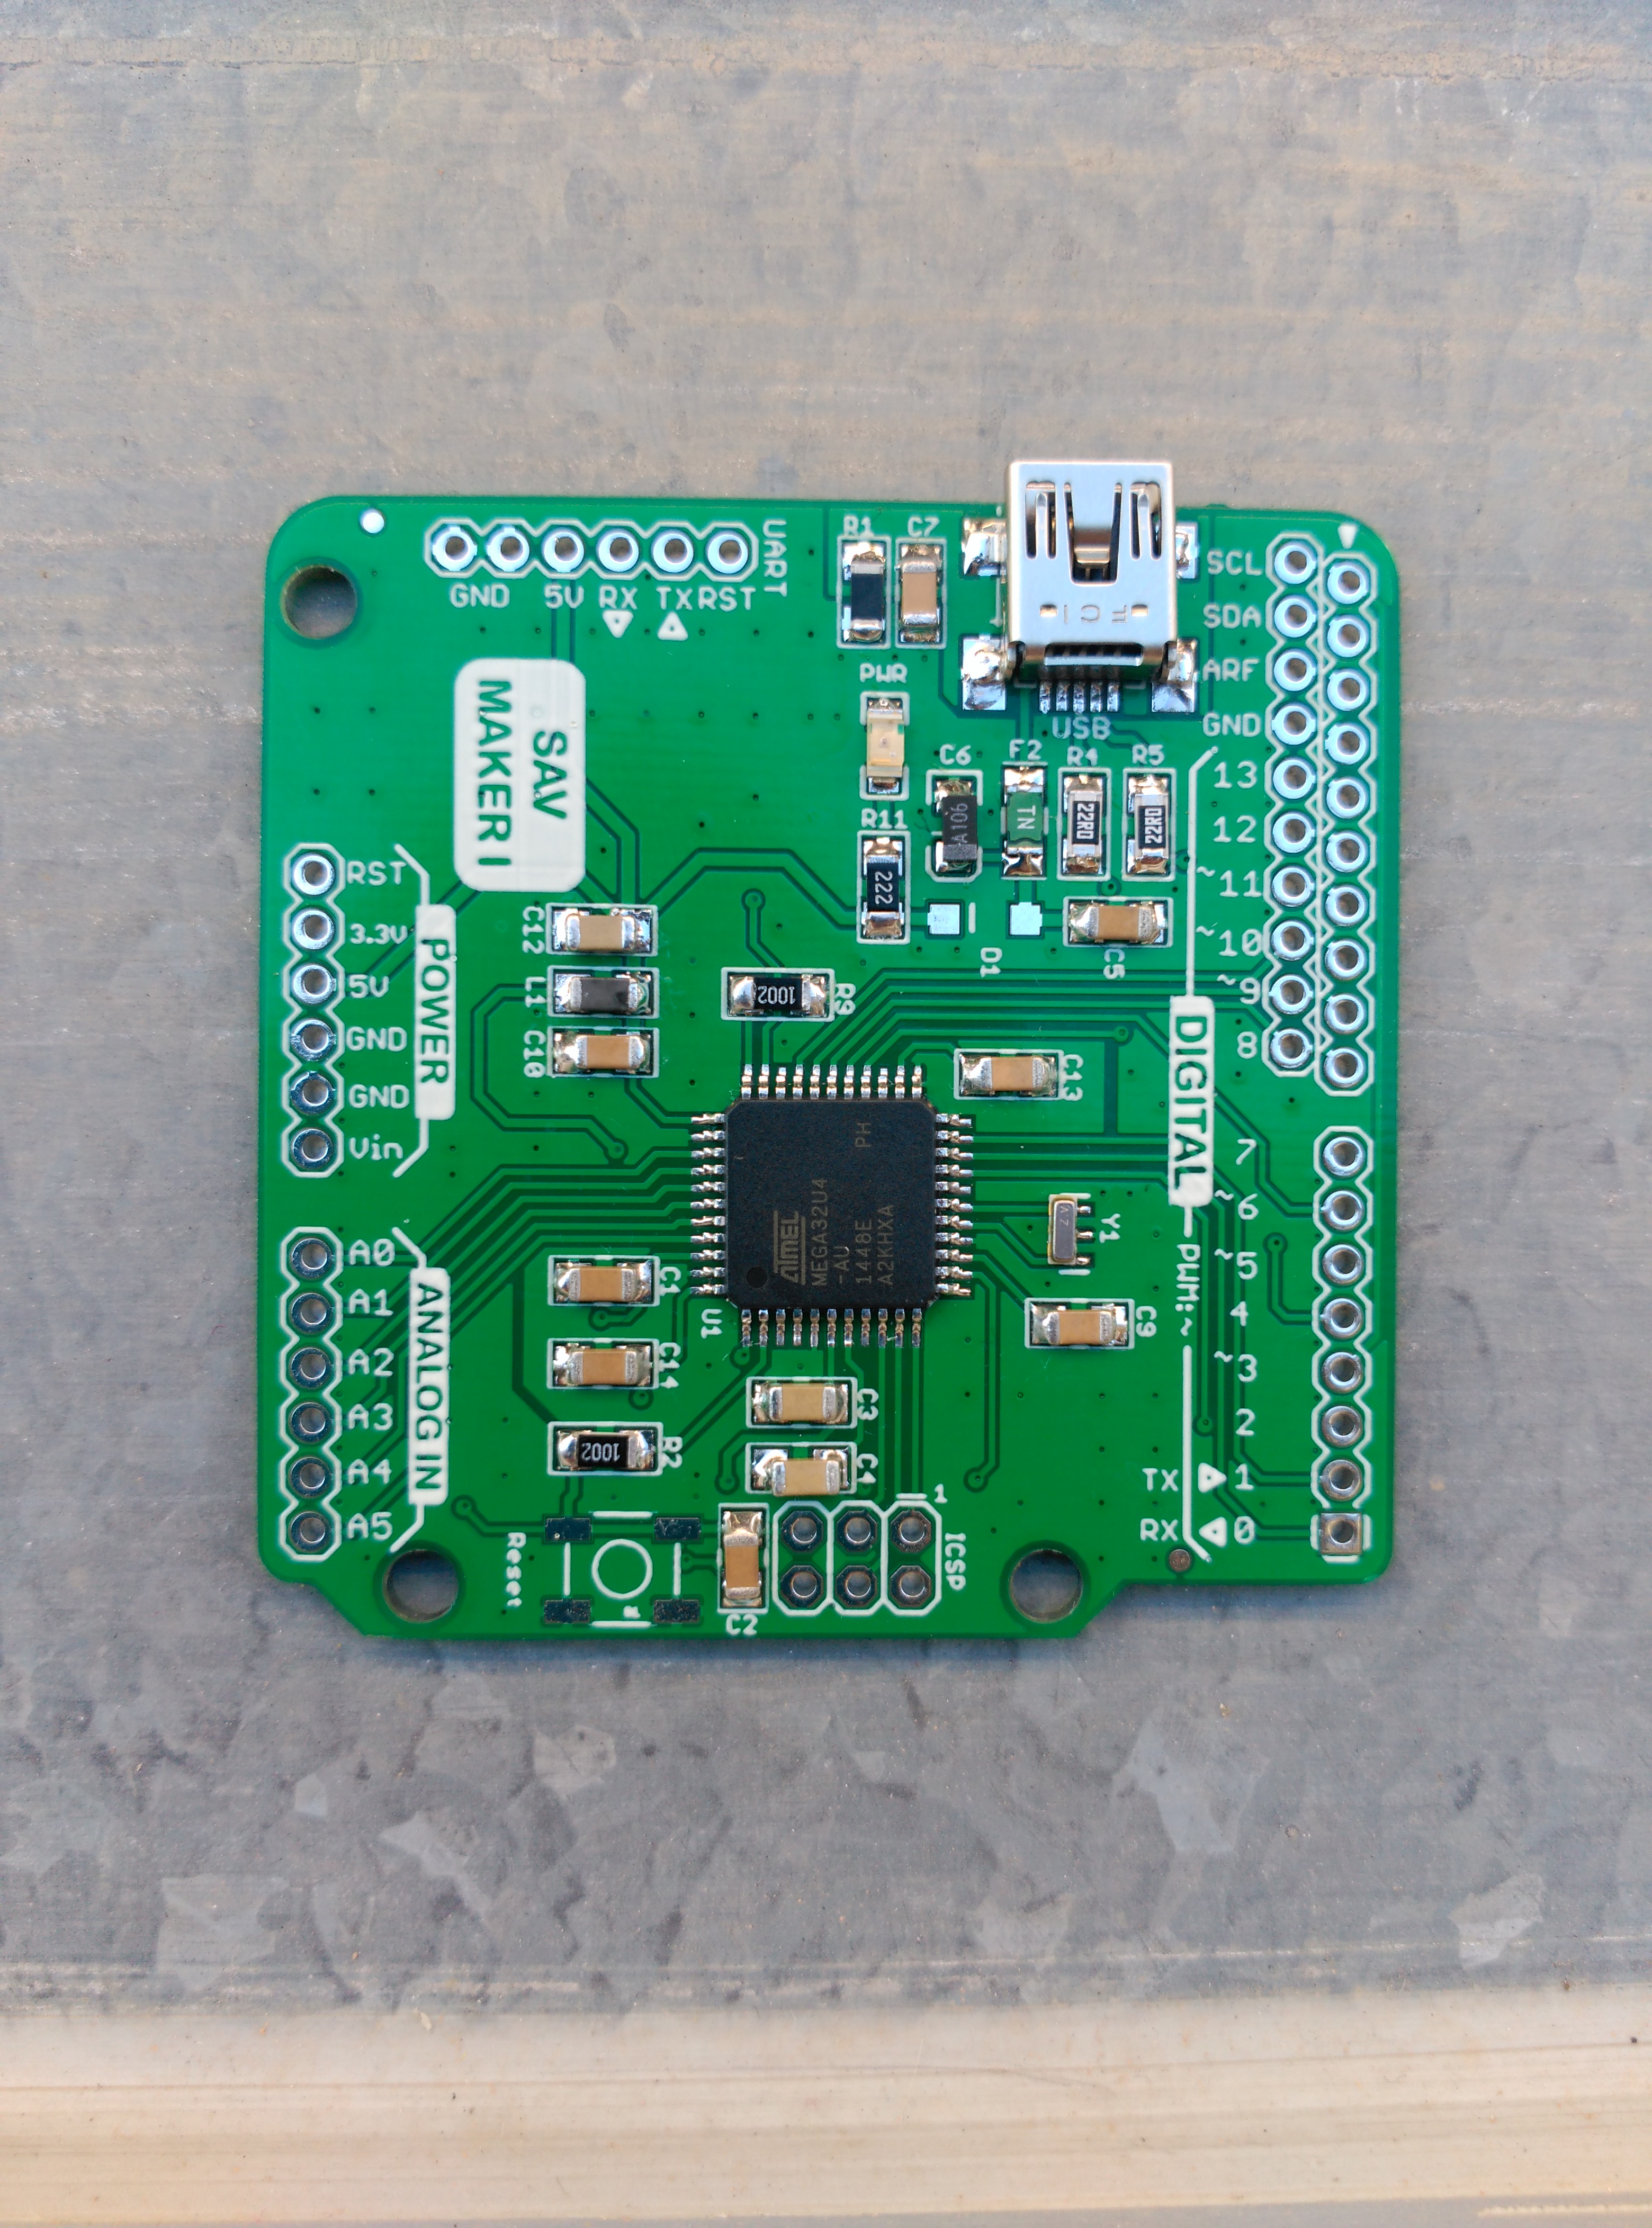 UART
GND 5V RX TX RST
SAV
MAKER I
R1 C7
FCI
USB
PWR
C6 F2 R4 R5
A106 TN 22R0 22R0
R11
222
D1
C5
SCL
SDA
ARF
GND
13
12
~11
~10
~9
8
DIGITAL
PWM:~
7
~6
~5
4
~3
2
TX 1
RX 0
RST
3.3V
5V
GND
GND
Vin
POWER
C12
L1
C10
1002
C13
ATMEL
MEGA32U4
-AU
1448E
A2KHXA
PH
U1
Y1
C9
A0
A1
A2
A3
A4
A5
ANALOG IN
C1
C14
1002 R2
C3
C4
Reset
C2
1
ICSP